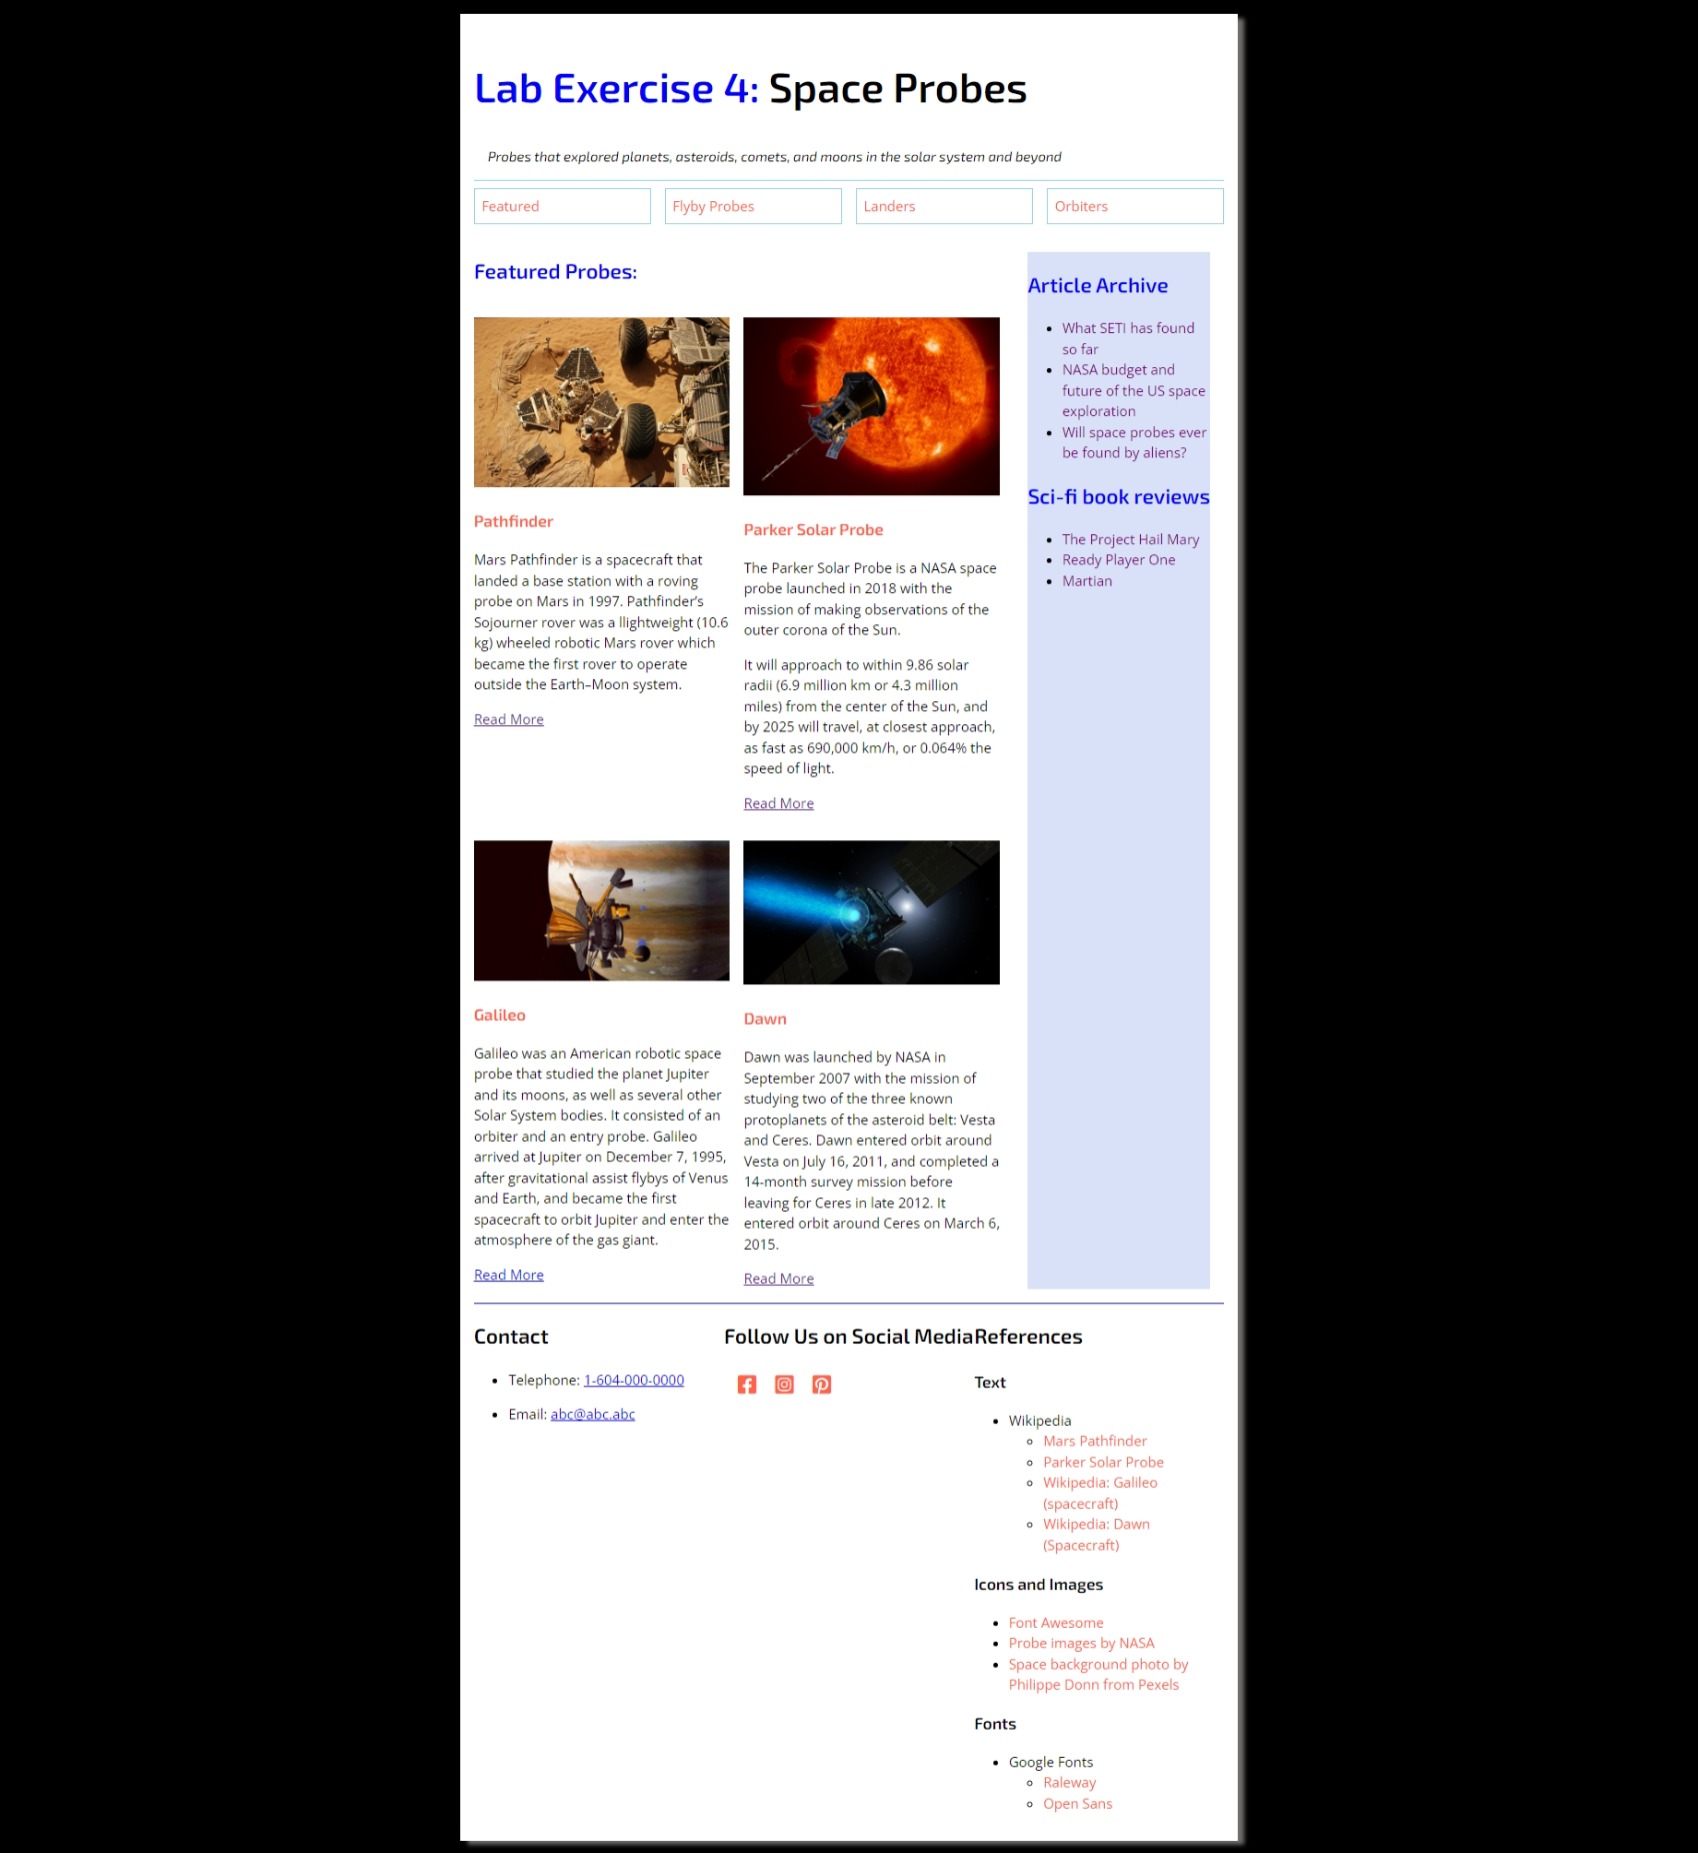 Lab Exercise 4: Space Probes
Probes that explored planets, asteroids, comets, and moons in the solar system and beyond
Featured
Flyby Probes
Landers
Orbiters
Featured Probes:
Pathfinder
Mars Pathfinder is a spacecraft that
landed a base station with a roving
probe on Mars in 1997. Pathfinder's
Sojourner rover was a llightweight (10.6
kg) wheeled robotic Mars rover which
became the first rover to operate
outside the Earth–Moon system.
Read More
Parker Solar Probe
The Parker Solar Probe is a NASA space
probe launched in 2018 with the
mission of making observations of the
outer corona of the Sun.
It will approach to within 9.86 solar
radii (6.9 million km or 4.3 million
miles) from the center of the Sun, and
by 2025 will travel, at closest approach,
as fast as 690,000 km/h, or 0.064% the
speed of light.
Read More
Galileo
Galileo was an American robotic space
probe that studied the planet Jupiter
and its moons, as well as several other
Solar System bodies. It consisted of an
orbiter and an entry probe. Galileo
arrived at Jupiter on December 7, 1995,
after gravitational assist flybys of Venus
and Earth, and became the first
spacecraft to orbit Jupiter and enter the
atmosphere of the gas giant.
Read More
Dawn
Dawn was launched by NASA in
September 2007 with the mission of
studying two of the three known
protoplanets of the asteroid belt: Vesta
and Ceres. Dawn entered orbit around
Vesta on July 16, 2011, and completed a
14-month survey mission before
leaving for Ceres in late 2012. It
entered orbit around Ceres on March 6,
2015.
Read More
Article Archive
What SETI has found
so far
NASA budget and
future of the US space
exploration
Will space probes ever
be found by aliens?
Sci-fi book reviews
The Project Hail Mary
Ready Player One
Martian
Contact
Telephone: 1-604-000-0000
Email: abc@abc.abc
Follow Us on Social Media
References
Text
Wikipedia
Mars Pathfinder
Parker Solar Probe
Wikipedia: Galileo
(spacecraft)
Wikipedia: Dawn
(Spacecraft)
Icons and Images
Font Awesome
Probe images by NASA
Space background photo by
Philippe Donn from Pexels
Fonts
Google Fonts
Raleway
Open Sans